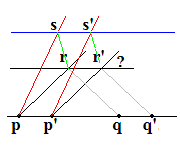 s s'
r r' ?
p p' q q'